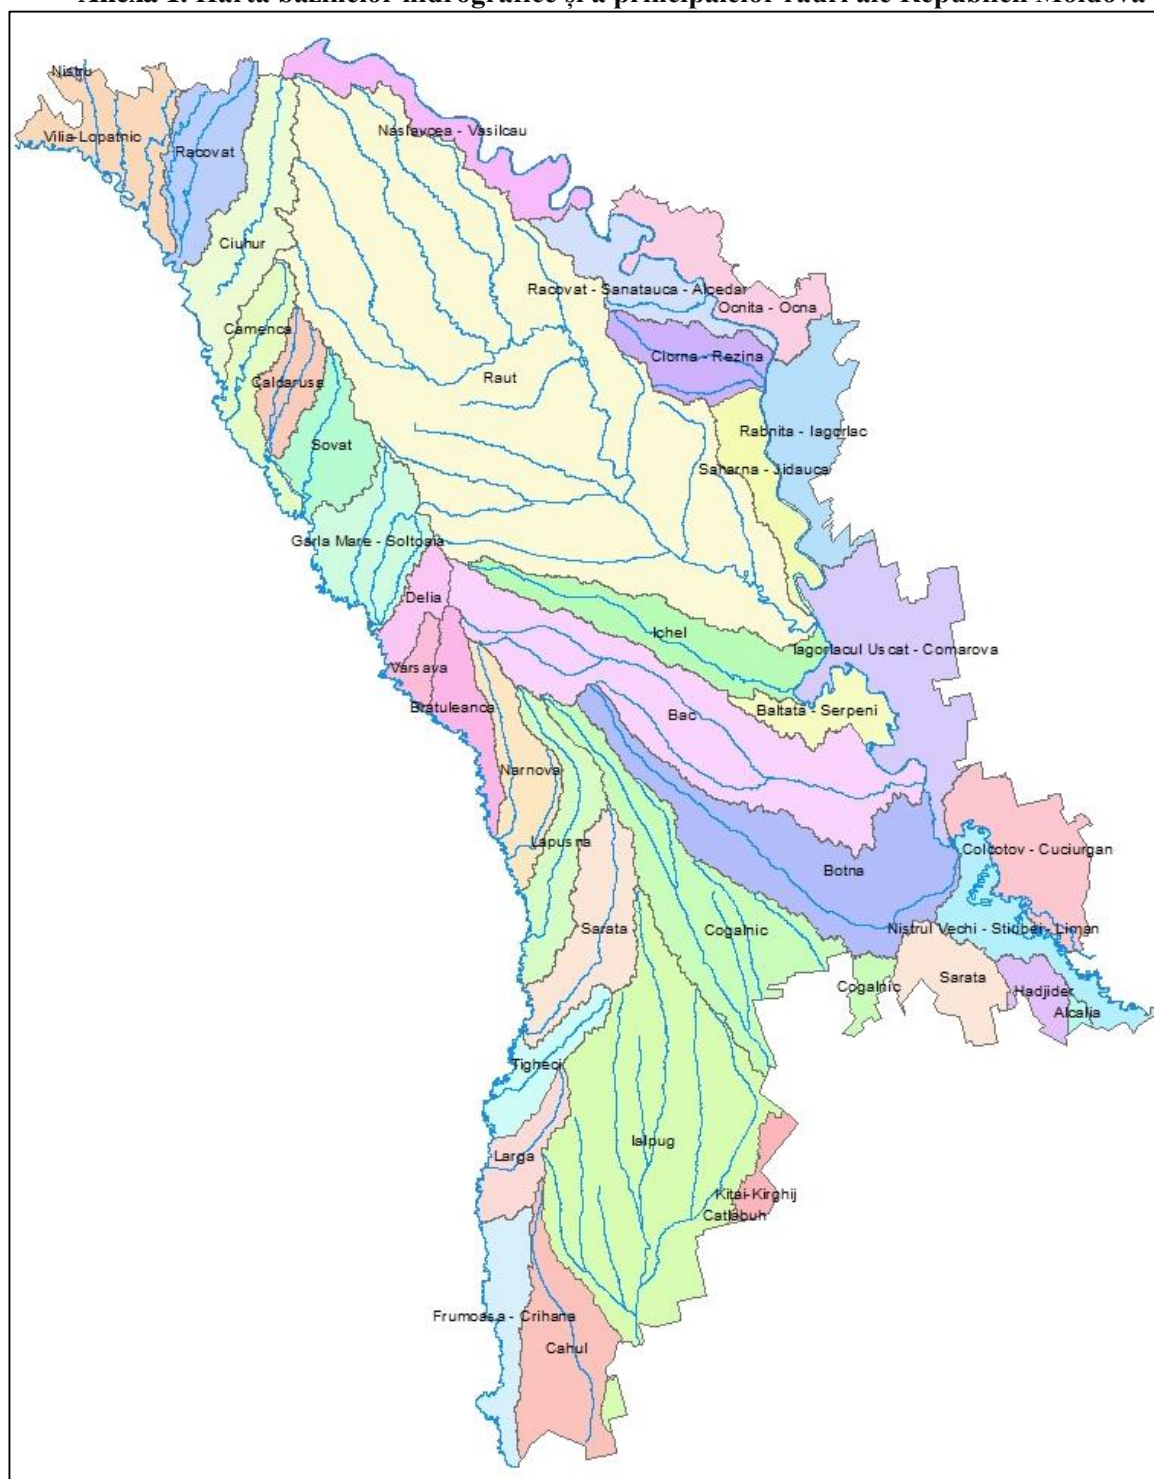 Anexa 1. Harta bazinelor hidrografice și a principalelor râuri ale Republicii Moldova
Nistru
Naslavcea - Vasilcau
Vilia-Lopatnic
Racovat
Ciuhur
Racovat - Sanatauca - Alcedar
Ocnita - Ocna
Camenca
Ciorna - Rezina
Raut
Caldarusa
Rabnita - Iagorlac
Sovat
Saharna - Jidauca
Garla Mare - Soltoaia
Delia
Ichel
Iagorlacul Uscat - Comarova
Varsava
Bratuleanca
Baltata - Serpeni
Bac
Narnova
Lapusna
Colcotov - Cuciurgan
Botna
Sarata
Cogalnic
Nistrul Vechi - Stiubei - Liman
Sarata
Cogalnic
Hadjider
Alcalia
Tigheci
Ialpug
Larga
Kitai-Kirghij
Catlabuh
Frumoasa - Crihana
Cahul